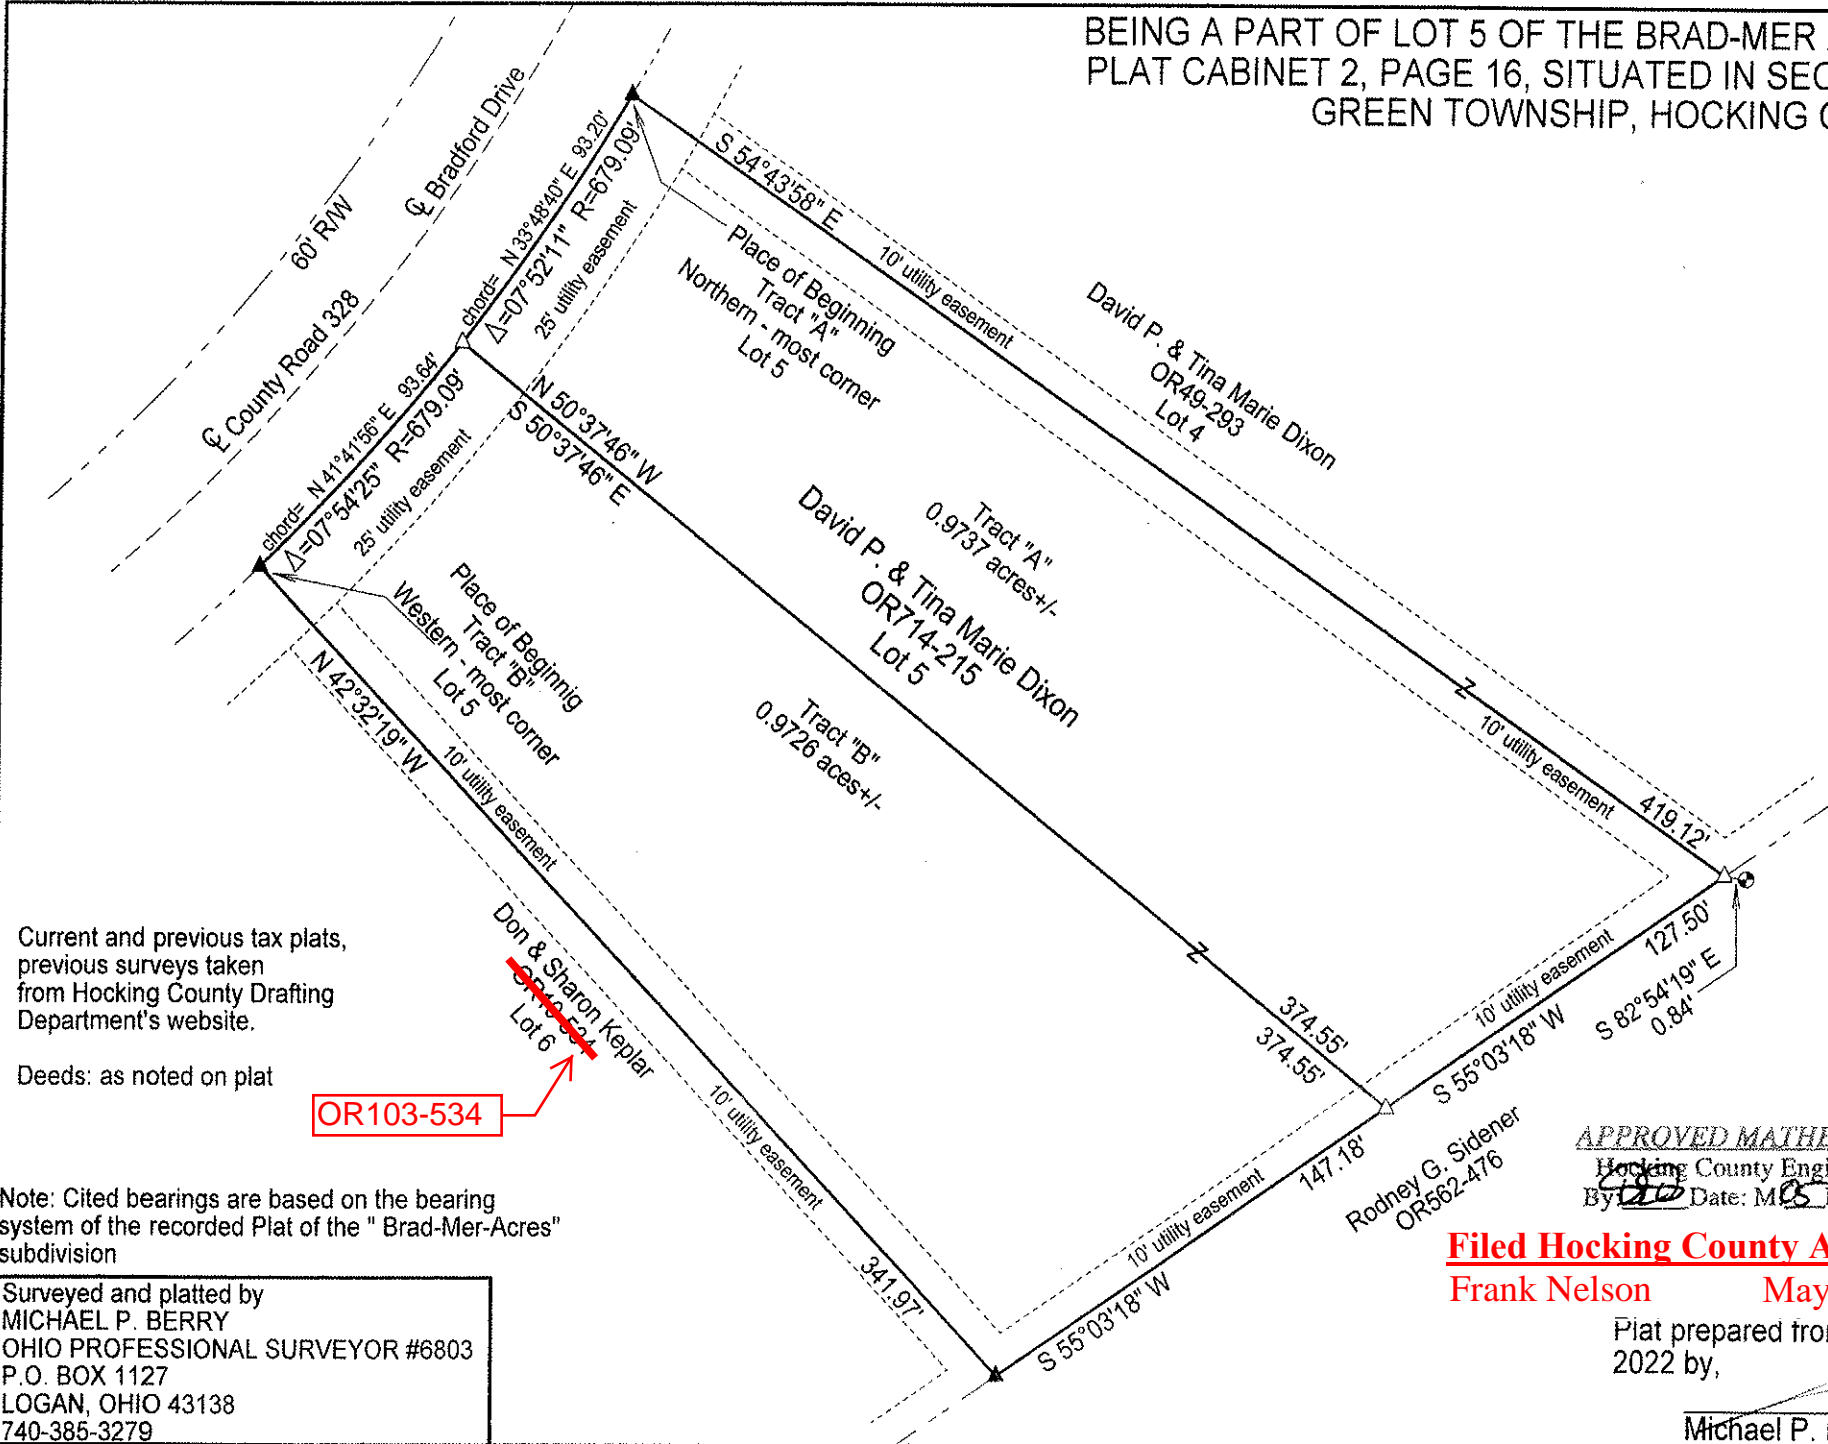 BEING A PART OF LOT 5 OF THE BRAD-MER
PLAT CABINET 2, PAGE 16, SITUATED IN SEC
GREEN TOWNSHIP, HOCKING
60' R/W
℄ Bradford Drive
℄ County Road 328
chord= N 33°48'40" E 93.20'
Δ=07°52'11" R=679.09'
25' utility easement
chord= N 41°41'56" E 93.64'
Δ=07°54'25" R=679.09'
25' utility easement
S 54°43'58" E
10' utility easement
Place of Beginning
Tract "A"
Northern - most corner
Lot 5
David P. & Tina Marie Dixon
OR49-293
Lot 4
N 50°37'46" W
S 50°37'46" E
Tract "A"
0.9737 acres+/-
David P. & Tina Marie Dixon
OR714-215
Lot 5
Place of Beginnig
Tract "B"
Western - most corner
Lot 5
Tract "B"
0.9726 aces+/-
N 42°32'19" W
10' utility easement
Z
10' utility easement
419.12'
127.50'
10' utility easement
S 82°54'19" E
0.84'
S 55°03'18" W
Z
374.55'
374.55'
Don & Sharon Keplar
Lot 6
OR103-534
10' utility easement
341.97'
147.18'
10' utility easement
S 55°03'18" W
Rodney G. Sidener
OR562-476
Current and previous tax plats,
previous surveys taken
from Hocking County Drafting
Department's website.
Deeds: as noted on plat
Note: Cited bearings are based on the bearing
system of the recorded Plat of the " Brad-Mer-Acres"
subdivision
Surveyed and platted by
MICHAEL P. BERRY
OHIO PROFESSIONAL SURVEYOR #6803
P.O. BOX 1127
LOGAN, OHIO 43138
740-385-3279
APPROVED MATHE
Hocking County Engi
By Date: M
Filed Hocking County A
Frank Nelson May
Plat prepared fro
2022 by,
Michael P.